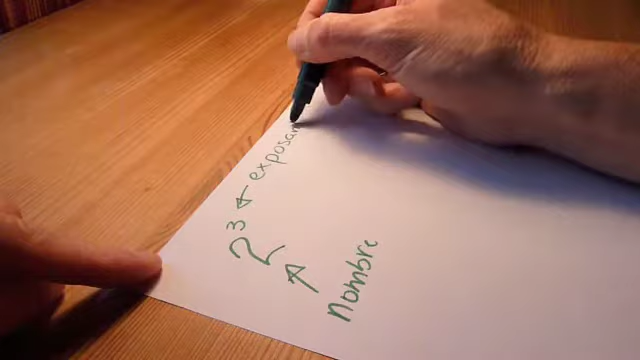 2³ ← exposan
↑
nombre